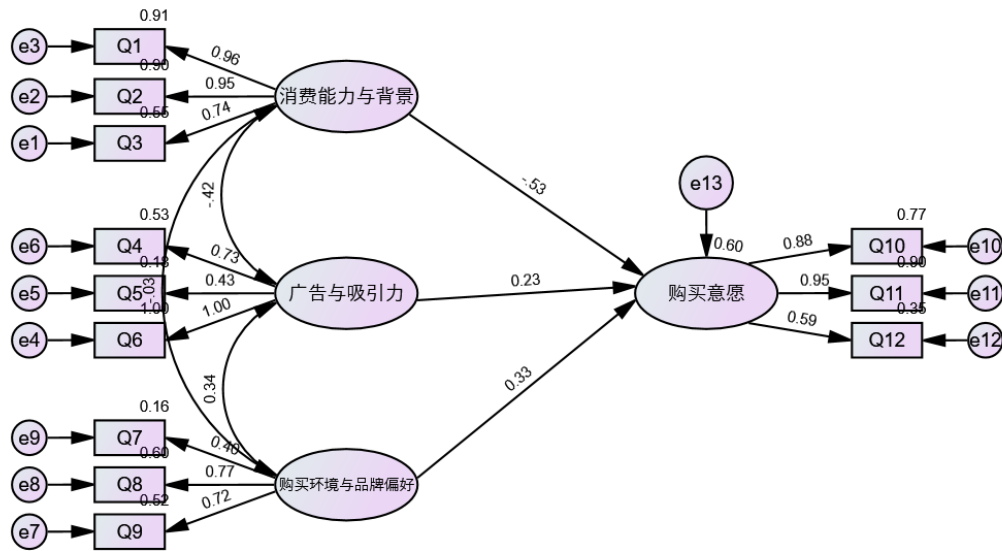 0.91
e3 Q1 0.96
0.90
e2 Q2 0.95 消费能力与背景
0.55
e1 Q3 0.74
-.42 -.53
e13
0.53 0.60 0.77
e6 Q4 0.73 0.88 Q10 e10
0.18 0.90
e5 Q5 0.43 广告与吸引力 0.23 购买意愿 0.95 Q11 e11
-.03
1.00 0.35
e4 Q6 1.00 0.59 Q12 e12
0.34 0.33
0.16
e9 Q7 0.40
0.60
e8 Q8 0.77 购买环境与品牌偏好
0.52
e7 Q9 0.72